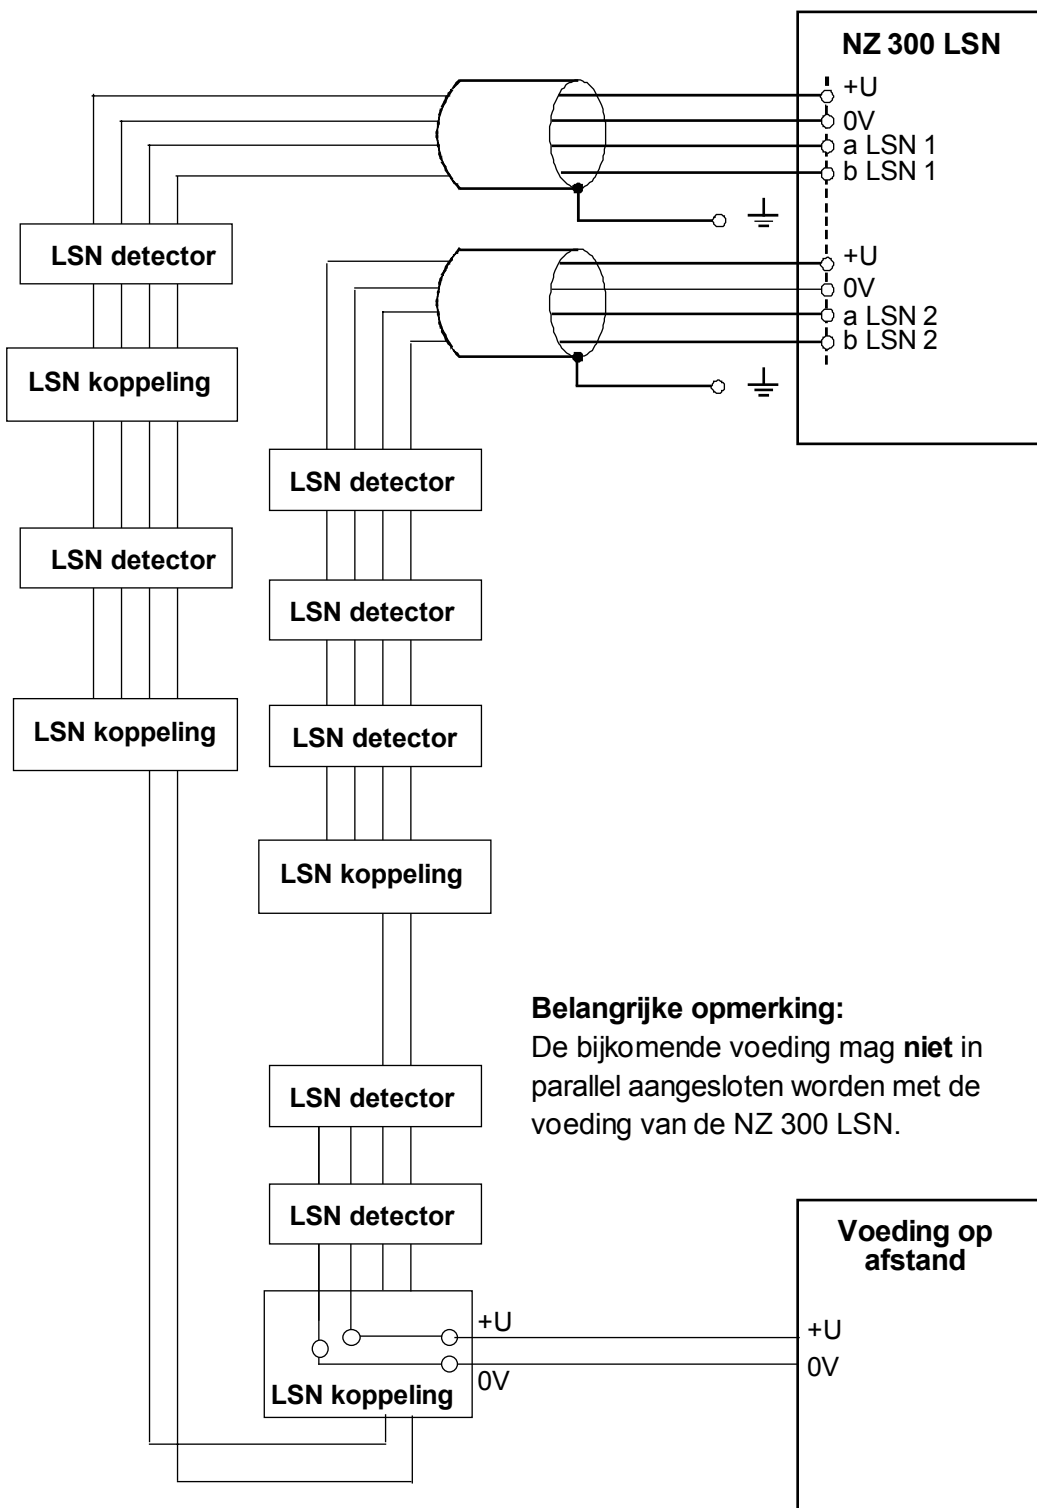 NZ 300 LSN
+U
0V
a LSN 1
b LSN 1
+U
0V
a LSN 2
b LSN 2
LSN detector
LSN koppeling
LSN detector
LSN koppeling
LSN detector
LSN detector
LSN detector
LSN koppeling
Belangrijke opmerking:
De bijkomende voeding mag niet in
parallel aangesloten worden met de
voeding van de NZ 300 LSN.
LSN detector
LSN detector
Voeding op
afstand
+U
0V
LSN koppeling
+U
0V